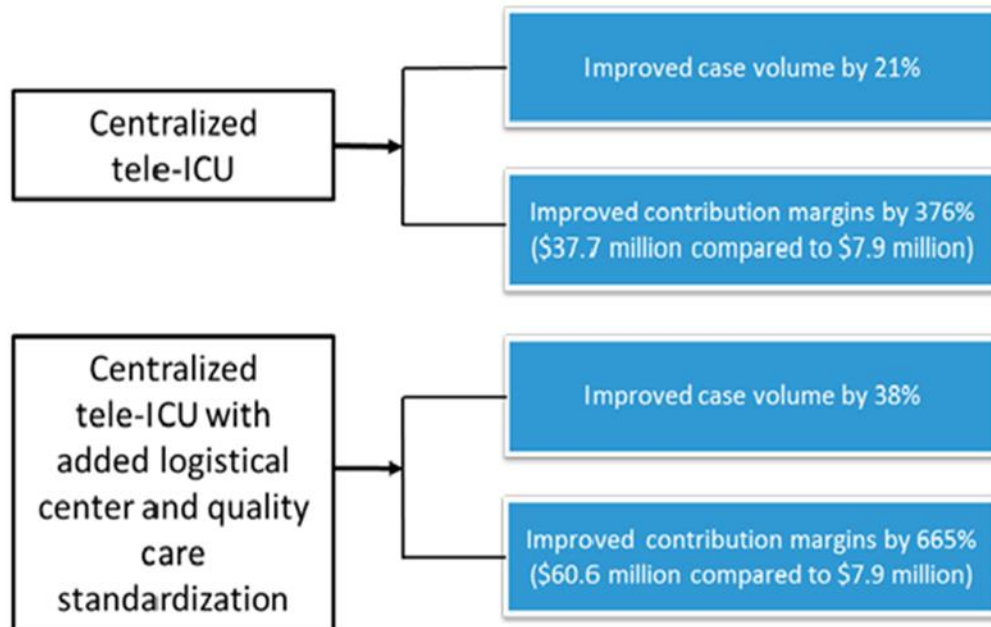 Centralized
tele-ICU
Improved case volume by 21%
Improved contribution margins by 376%
($37.7 million compared to $7.9 million)
Centralized
tele-ICU with
added logistical
center and quality
care
standardization
Improved case volume by 38%
Improved contribution margins by 665%
($60.6 million compared to $7.9 million)